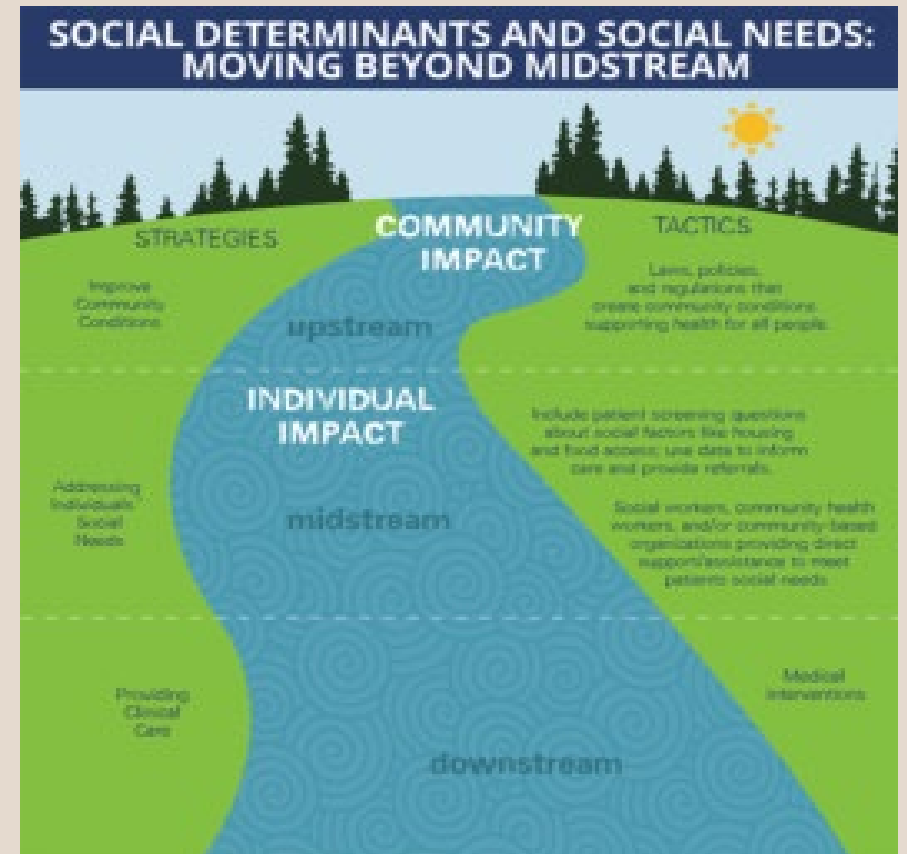 SOCIAL DETERMINANTS AND SOCIAL NEEDS:
MOVING BEYOND MIDSTREAM
STRATEGIES
COMMUNITY
IMPACT
TACTICS
Improve
Community
Conditions
upstream
Laws, policies,
and regulations that
create community conditions
supporting health for all people.
INDIVIDUAL
IMPACT
Addressing
Individuals'
Social
Needs
midstream
Include patient screening questions
about social factors like housing
and food access; use data to inform
care and provide referrals.
Social workers, community health
workers, and/or community-based
organizations providing direct
support/assistance to meet
patients social needs.
Providing
Clinical
Care
downstream
Medical
Interventions